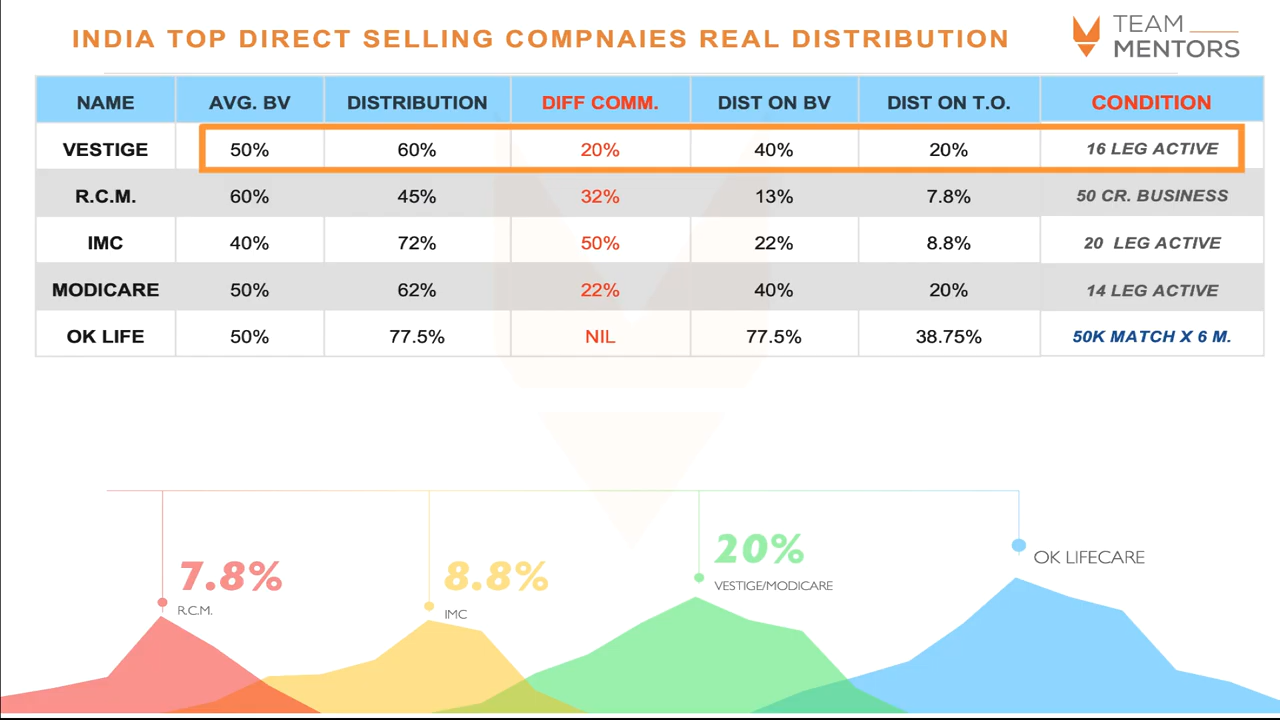 INDIA TOP DIRECT SELLING COMPNAIES REAL DISTRIBUTION
TEAM
MENTORS
NAME AVG. BV DISTRIBUTION DIFF COMM. DIST ON BV DIST ON T.O. CONDITION
VESTIGE 50% 60% 20% 40% 20% 16 LEG ACTIVE
R.C.M. 60% 45% 32% 13% 7.8% 50 CR. BUSINESS
IMC 40% 72% 50% 22% 8.8% 20 LEG ACTIVE
MODICARE 50% 62% 22% 40% 20% 14 LEG ACTIVE
OK LIFE 50% 77.5% NIL 77.5% 38.75% 50K MATCH X 6 M.
7.8%
R.C.M.
8.8%
IMC
20%
VESTIGE/MODICARE
OK LIFECARE